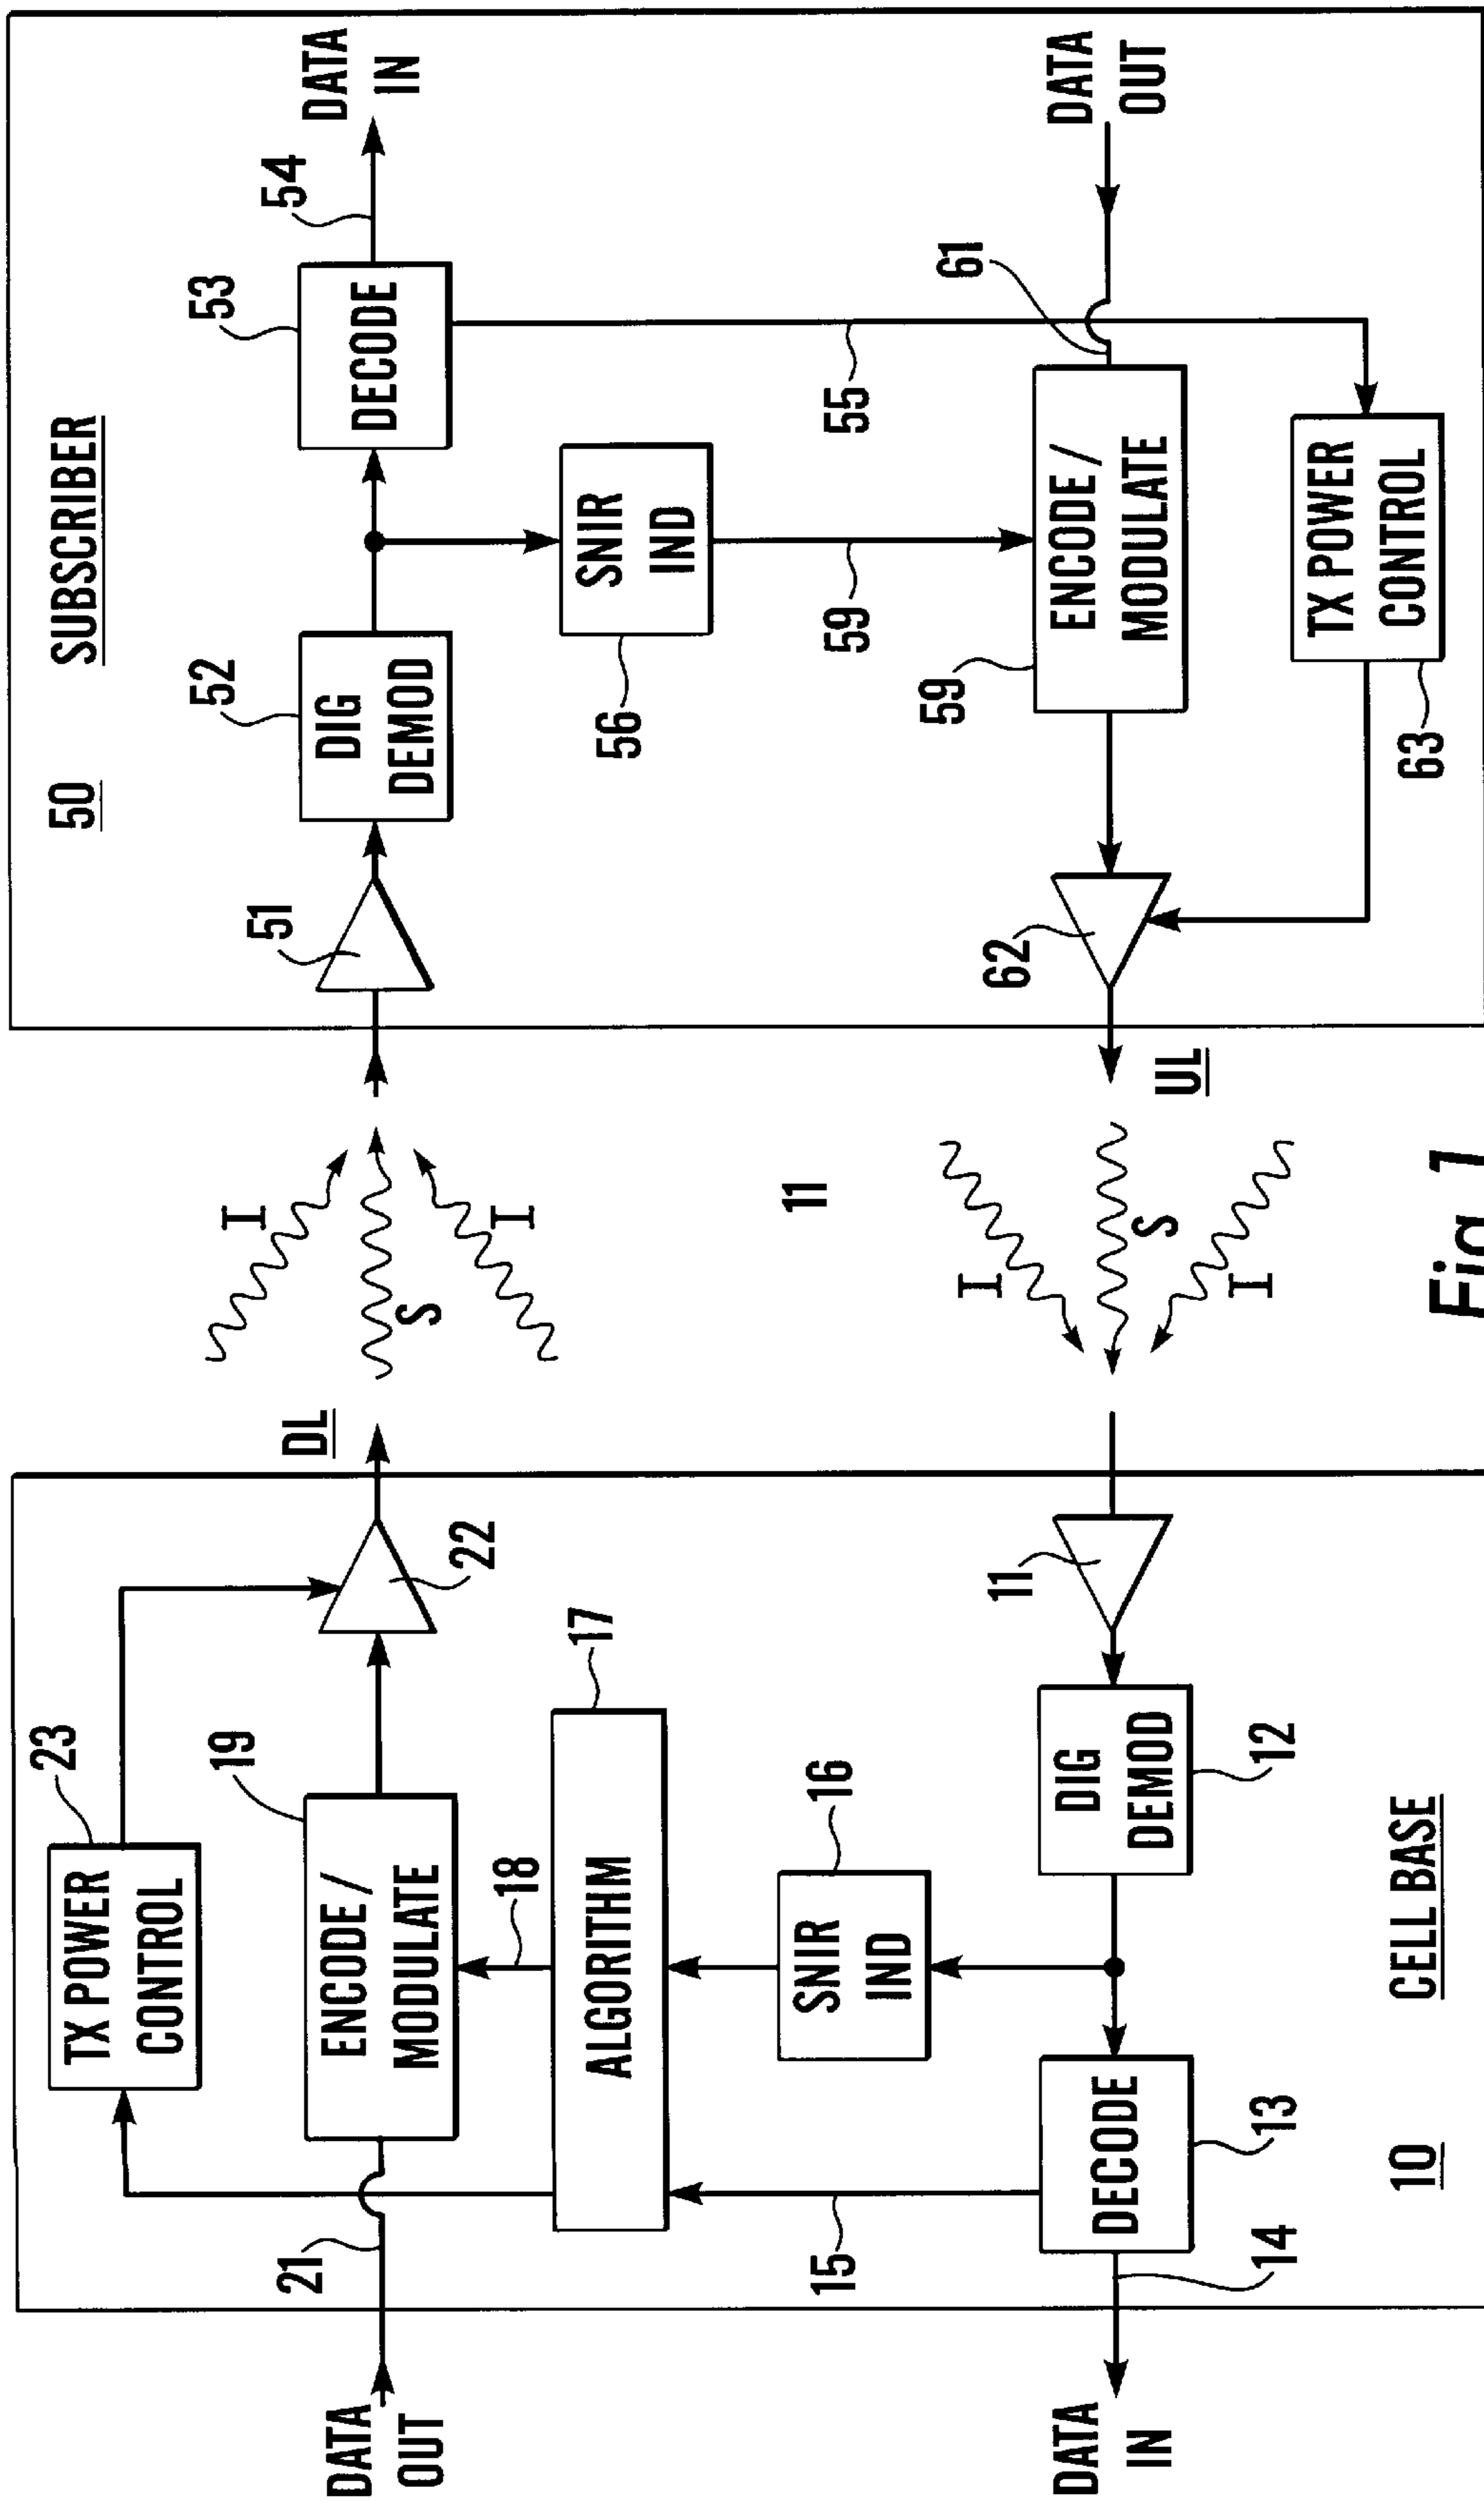 23
TX POWER
CONTROL
DL
I
S
I
50
SUBSCRIBER
51
52
DIG
DEMOD
53
DECODE
54
DATA
IN
DATA
OUT
21
19
ENCODE /
MODULATE
22
18
17
ALGORITHM
56
SNIR
IND
55
59
11
15
16
SNIR
IND
59
ENCODE /
MODULATE
61
DATA
OUT
62
UL
I
S
I
11
DATA
IN
14
DECODE
13
DIG
DEMOD
12
TX POWER
CONTROL
63
10
CELL BASE
Fig 1